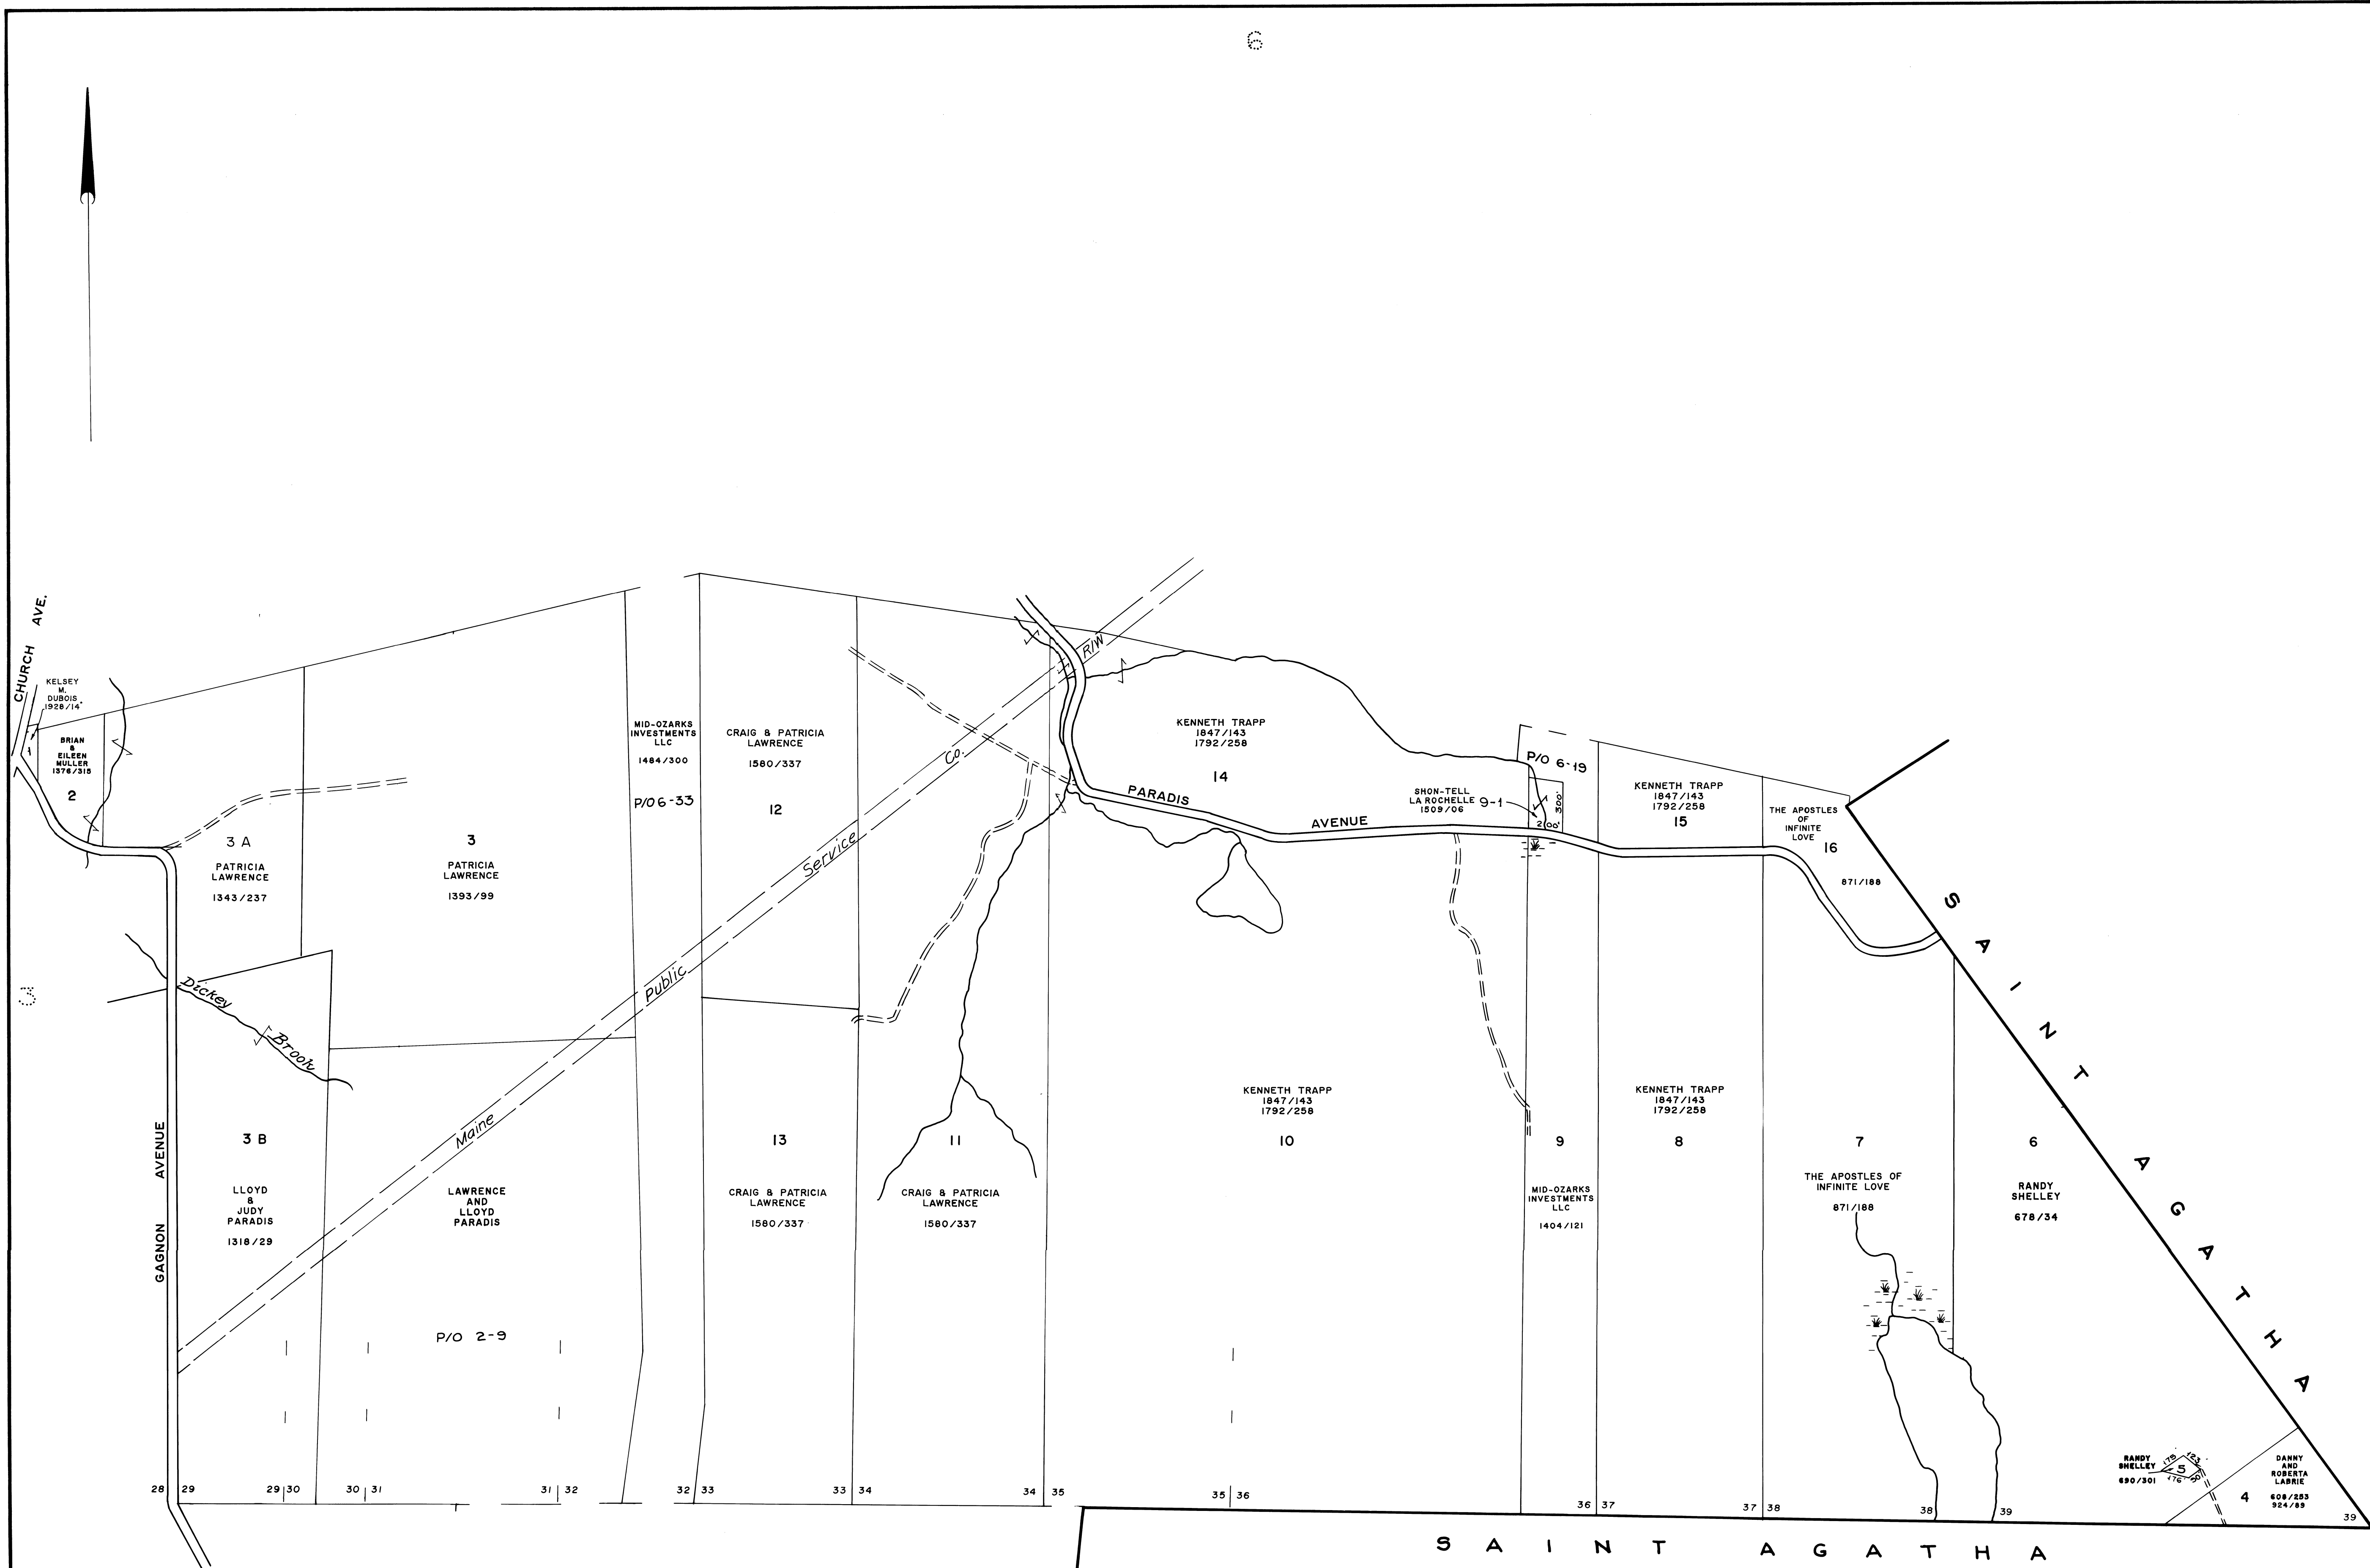 6
CHURCH AVE.
KELSEY
M.
DUBOIS
1928/14
1
BRIAN
&
EILEEN
MULLER
1376/315
2
3 A
PATRICIA
LAWRENCE
1343/237
3
PATRICIA
LAWRENCE
1393/99
MID-OZARKS
INVESTMENTS
LLC
1484/300
P/O 6-33
CRAIG & PATRICIA
LAWRENCE
1580/337
12
Maine Public Service Co. R/W
KENNETH TRAPP
1847/143
1792/258
14
PARADIS AVENUE
SHON-TELL
LA ROCHELLE 9-1
1509/06
P/O 6-19
300'
200'
KENNETH TRAPP
1847/143
1792/258
15
THE APOSTLES
OF
INFINITE
LOVE
16
871/188
SAINT AGATHA
3
Dickey Brook
GAGNON AVENUE
3 B
LLOYD
&
JUDY
PARADIS
1318/29
LAWRENCE
AND
LLOYD
PARADIS
P/O 2-9
13
CRAIG & PATRICIA
LAWRENCE
1580/337
11
CRAIG & PATRICIA
LAWRENCE
1580/337
KENNETH TRAPP
1847/143
1792/258
10
9
MID-OZARKS
INVESTMENTS
LLC
1404/121
KENNETH TRAPP
1847/143
1792/258
8
7
THE APOSTLES OF
INFINITE LOVE
871/188
6
RANDY
SHELLEY
678/34
RANDY
SHELLEY
690/301
5
123
176
4
DANNY
AND
ROBERTA
LABRIE
608/253
924/89
28 29 29 30 30 31 31 32 32 33 33 34 34 35 35 36 36 37 37 38 38 39 39
SAINT AGATHA